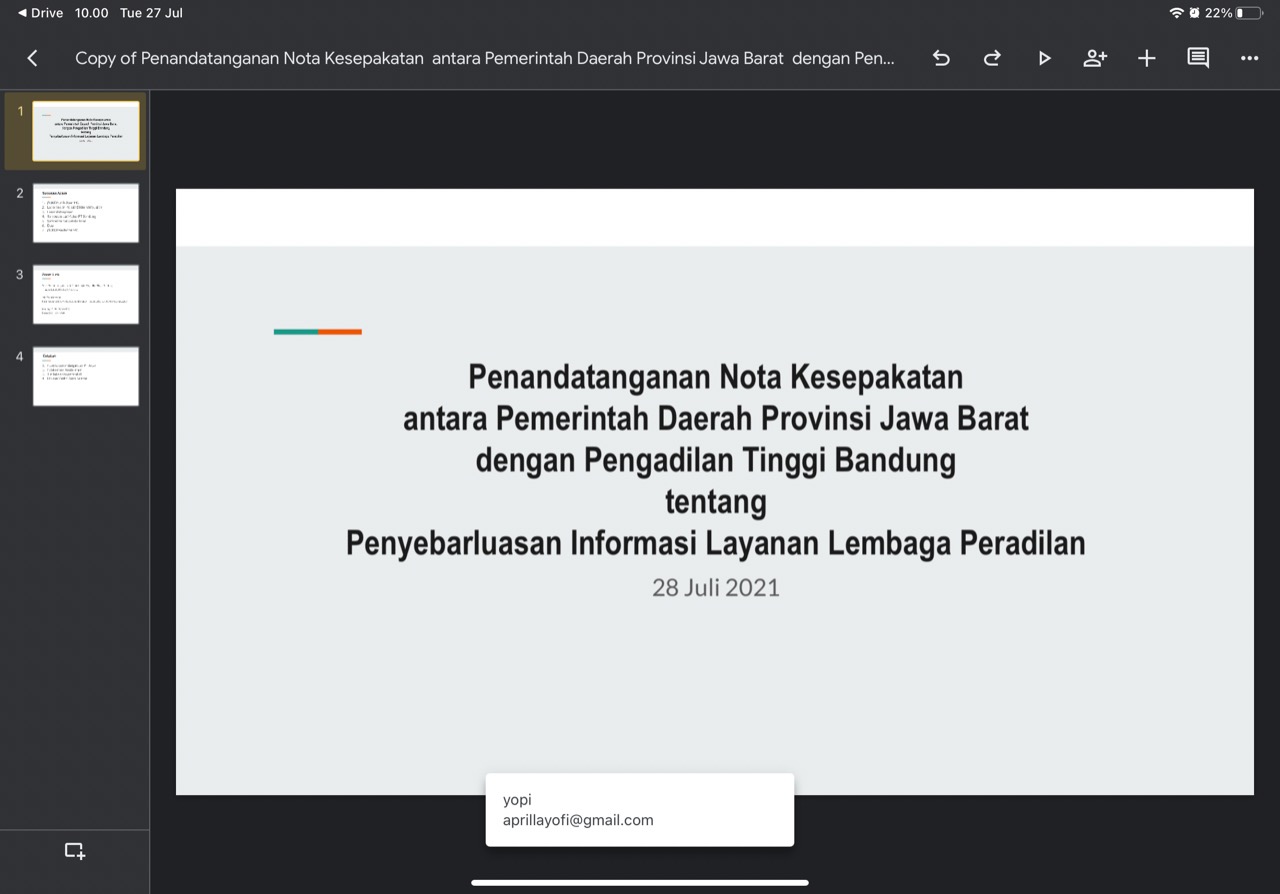 Drive 10.00 Tue 27 Jul
22%
Copy of Penandatanganan Nota Kesepakatan antara Pemerintah Daerah Provinsi Jawa Barat dengan Pen...
1
2
3
4
Penandatanganan Nota Kesepakatan
antara Pemerintah Daerah Provinsi Jawa Barat
dengan Pengadilan Tinggi Bandung
tentang
Penyebarluasan Informasi Layanan Lembaga Peradilan
28 Juli 2021
yopi
aprillayofi@gmail.com